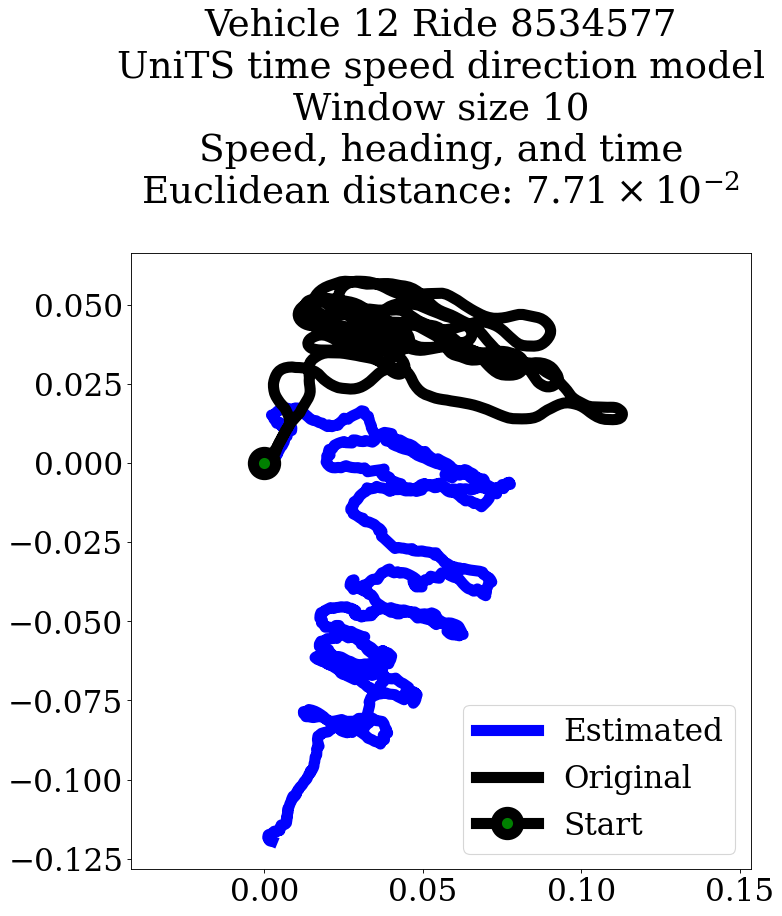 Vehicle 12 Ride 8534577
UniTS time speed direction model
Window size 10
Speed, heading, and time
Euclidean distance: 7.71 × 10⁻²
0.050
0.025
0.000
−0.025
−0.050
−0.075
−0.100
−0.125
Estimated
Original
Start
0.00 0.05 0.10 0.15